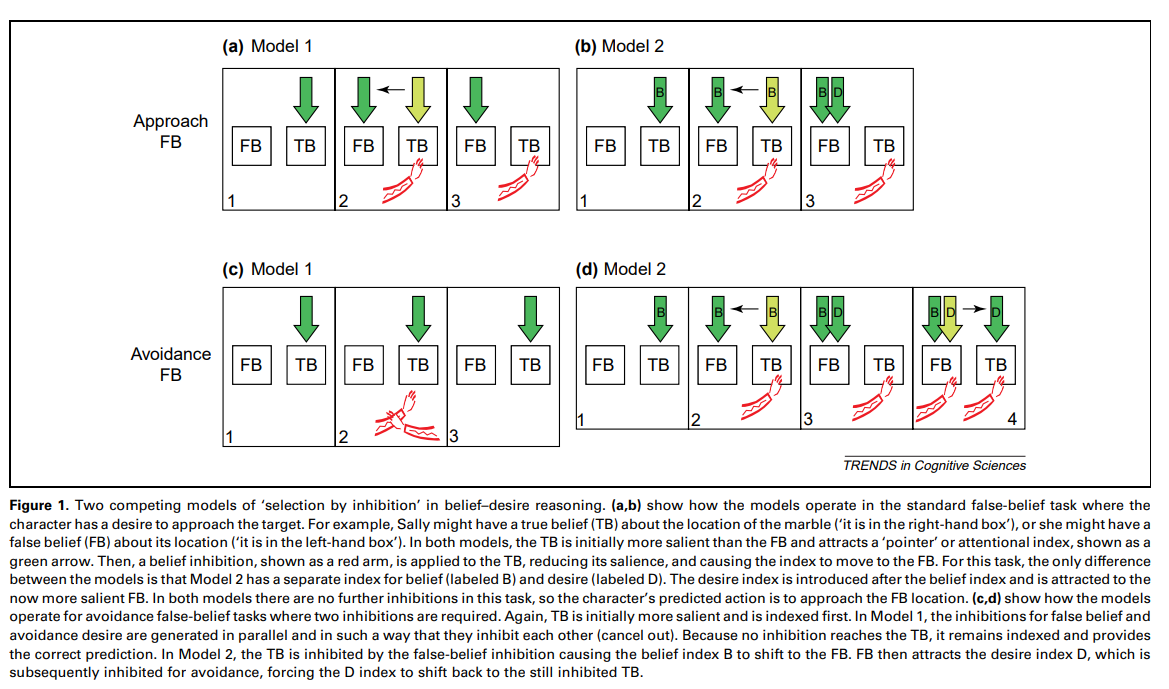 (a) Model 1
(b) Model 2
Approach
FB
B B B B D
FB TB FB TB FB TB
FB TB FB TB FB TB
1 2 3
1 2 3
(c) Model 1
(d) Model 2
Avoidance
FB
B B B B D B D D
FB TB FB TB FB TB
FB TB FB TB FB TB FB TB
1 2 3
1 2 3 4
TRENDS in Cognitive Sciences
Figure 1. Two competing models of ‘selection by inhibition’ in belief–desire reasoning. (a,b) show how the models operate in the standard false-belief task where the
character has a desire to approach the target. For example, Sally might have a true belief (TB) about the location of the marble (‘it is in the right-hand box’), or she might have a
false belief (FB) about its location (‘it is in the left-hand box’). In both models, the TB is initially more salient than the FB and attracts a ‘pointer’ or attentional index, shown as a
green arrow. Then, a belief inhibition, shown as a red arm, is applied to the TB, reducing its salience, and causing the index to move to the FB. For this task, the only difference
between the models is that Model 2 has a separate index for belief (labeled B) and desire (labeled D). The desire index is introduced after the belief index and is attracted to the
now more salient FB. In both models there are no further inhibitions in this task, so the character’s predicted action is to approach the FB location. (c,d) show how the models
operate for avoidance false-belief tasks where two inhibitions are required. Again, TB is initially more salient and is indexed first. In Model 1, the inhibitions for false belief and
avoidance desire are generated in parallel and in such a way that they inhibit each other (cancel out). Because no inhibition reaches the TB, it remains indexed and provides
the correct prediction. In Model 2, the TB is inhibited by the false-belief inhibition causing the belief index B to shift to the FB. FB then attracts the desire index D, which is
subsequently inhibited for avoidance, forcing the D index to shift back to the still inhibited TB.